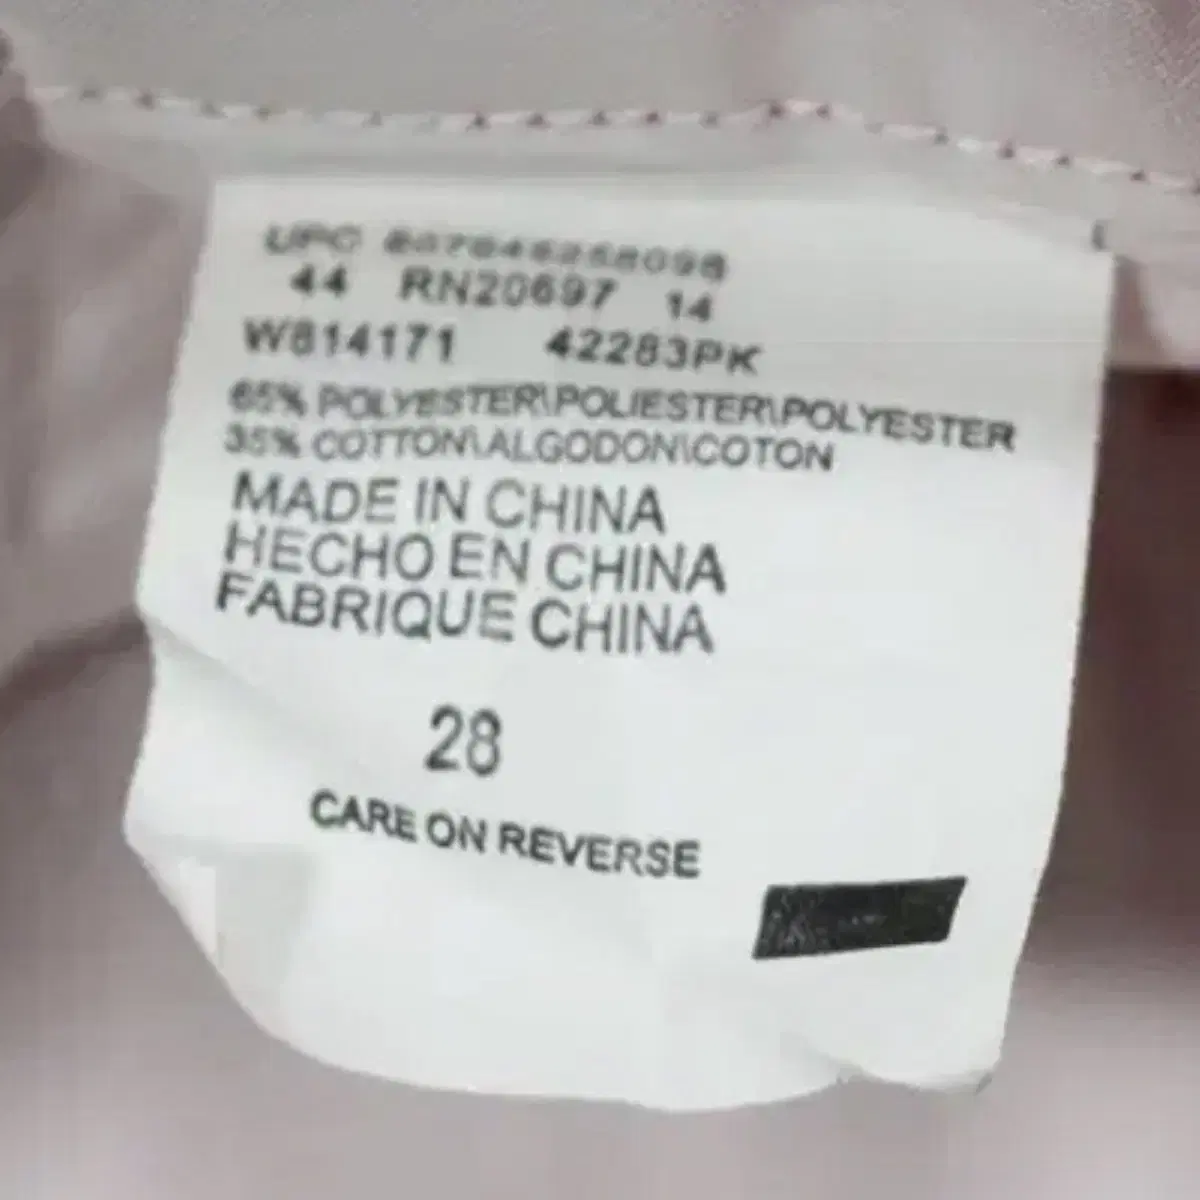 UPC
44 RN20697 14
W814171 42283PK
65% POLYESTER\POLIESTER\POLYESTER
35% COTTON\ALGODON\COTON
MADE IN CHINA
HECHO EN CHINA
FABRIQUE CHINA
28
CARE ON REVERSE